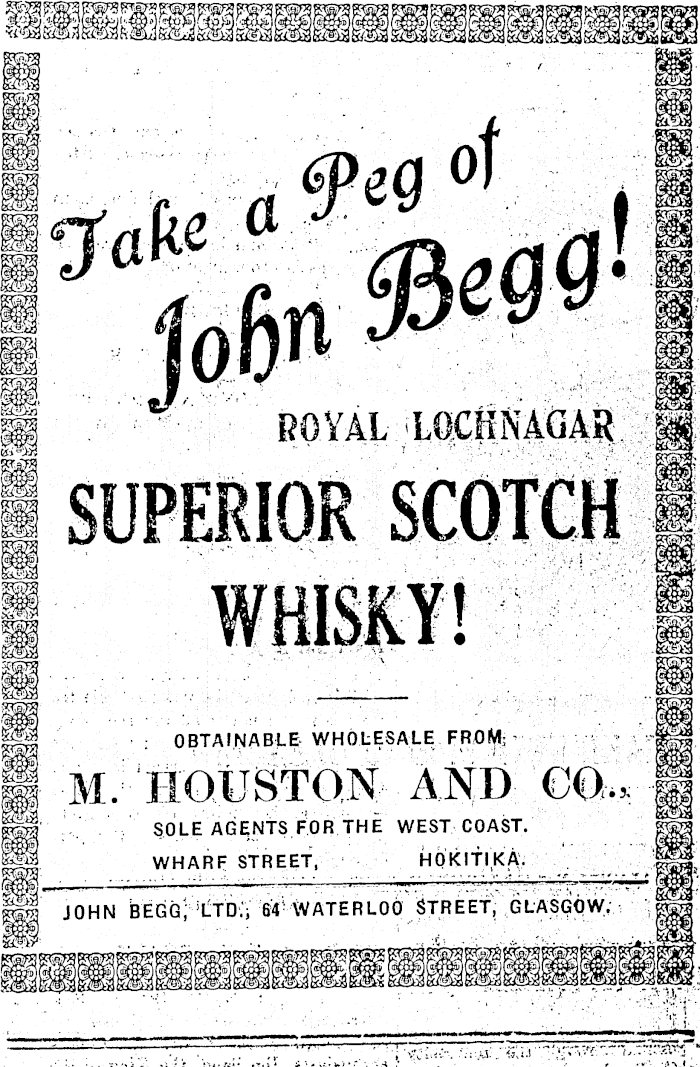 Take a Peg of
John Begg!
ROYAL LOCHNAGAR
SUPERIOR SCOTCH
WHISKY!
OBTAINABLE WHOLESALE FROM
M. HOUSTON AND CO.,
SOLE AGENTS FOR THE WEST COAST.
WHARF STREET, HOKITIKA.
JOHN BEGG, LTD., 64 WATERLOO STREET, GLASGOW.